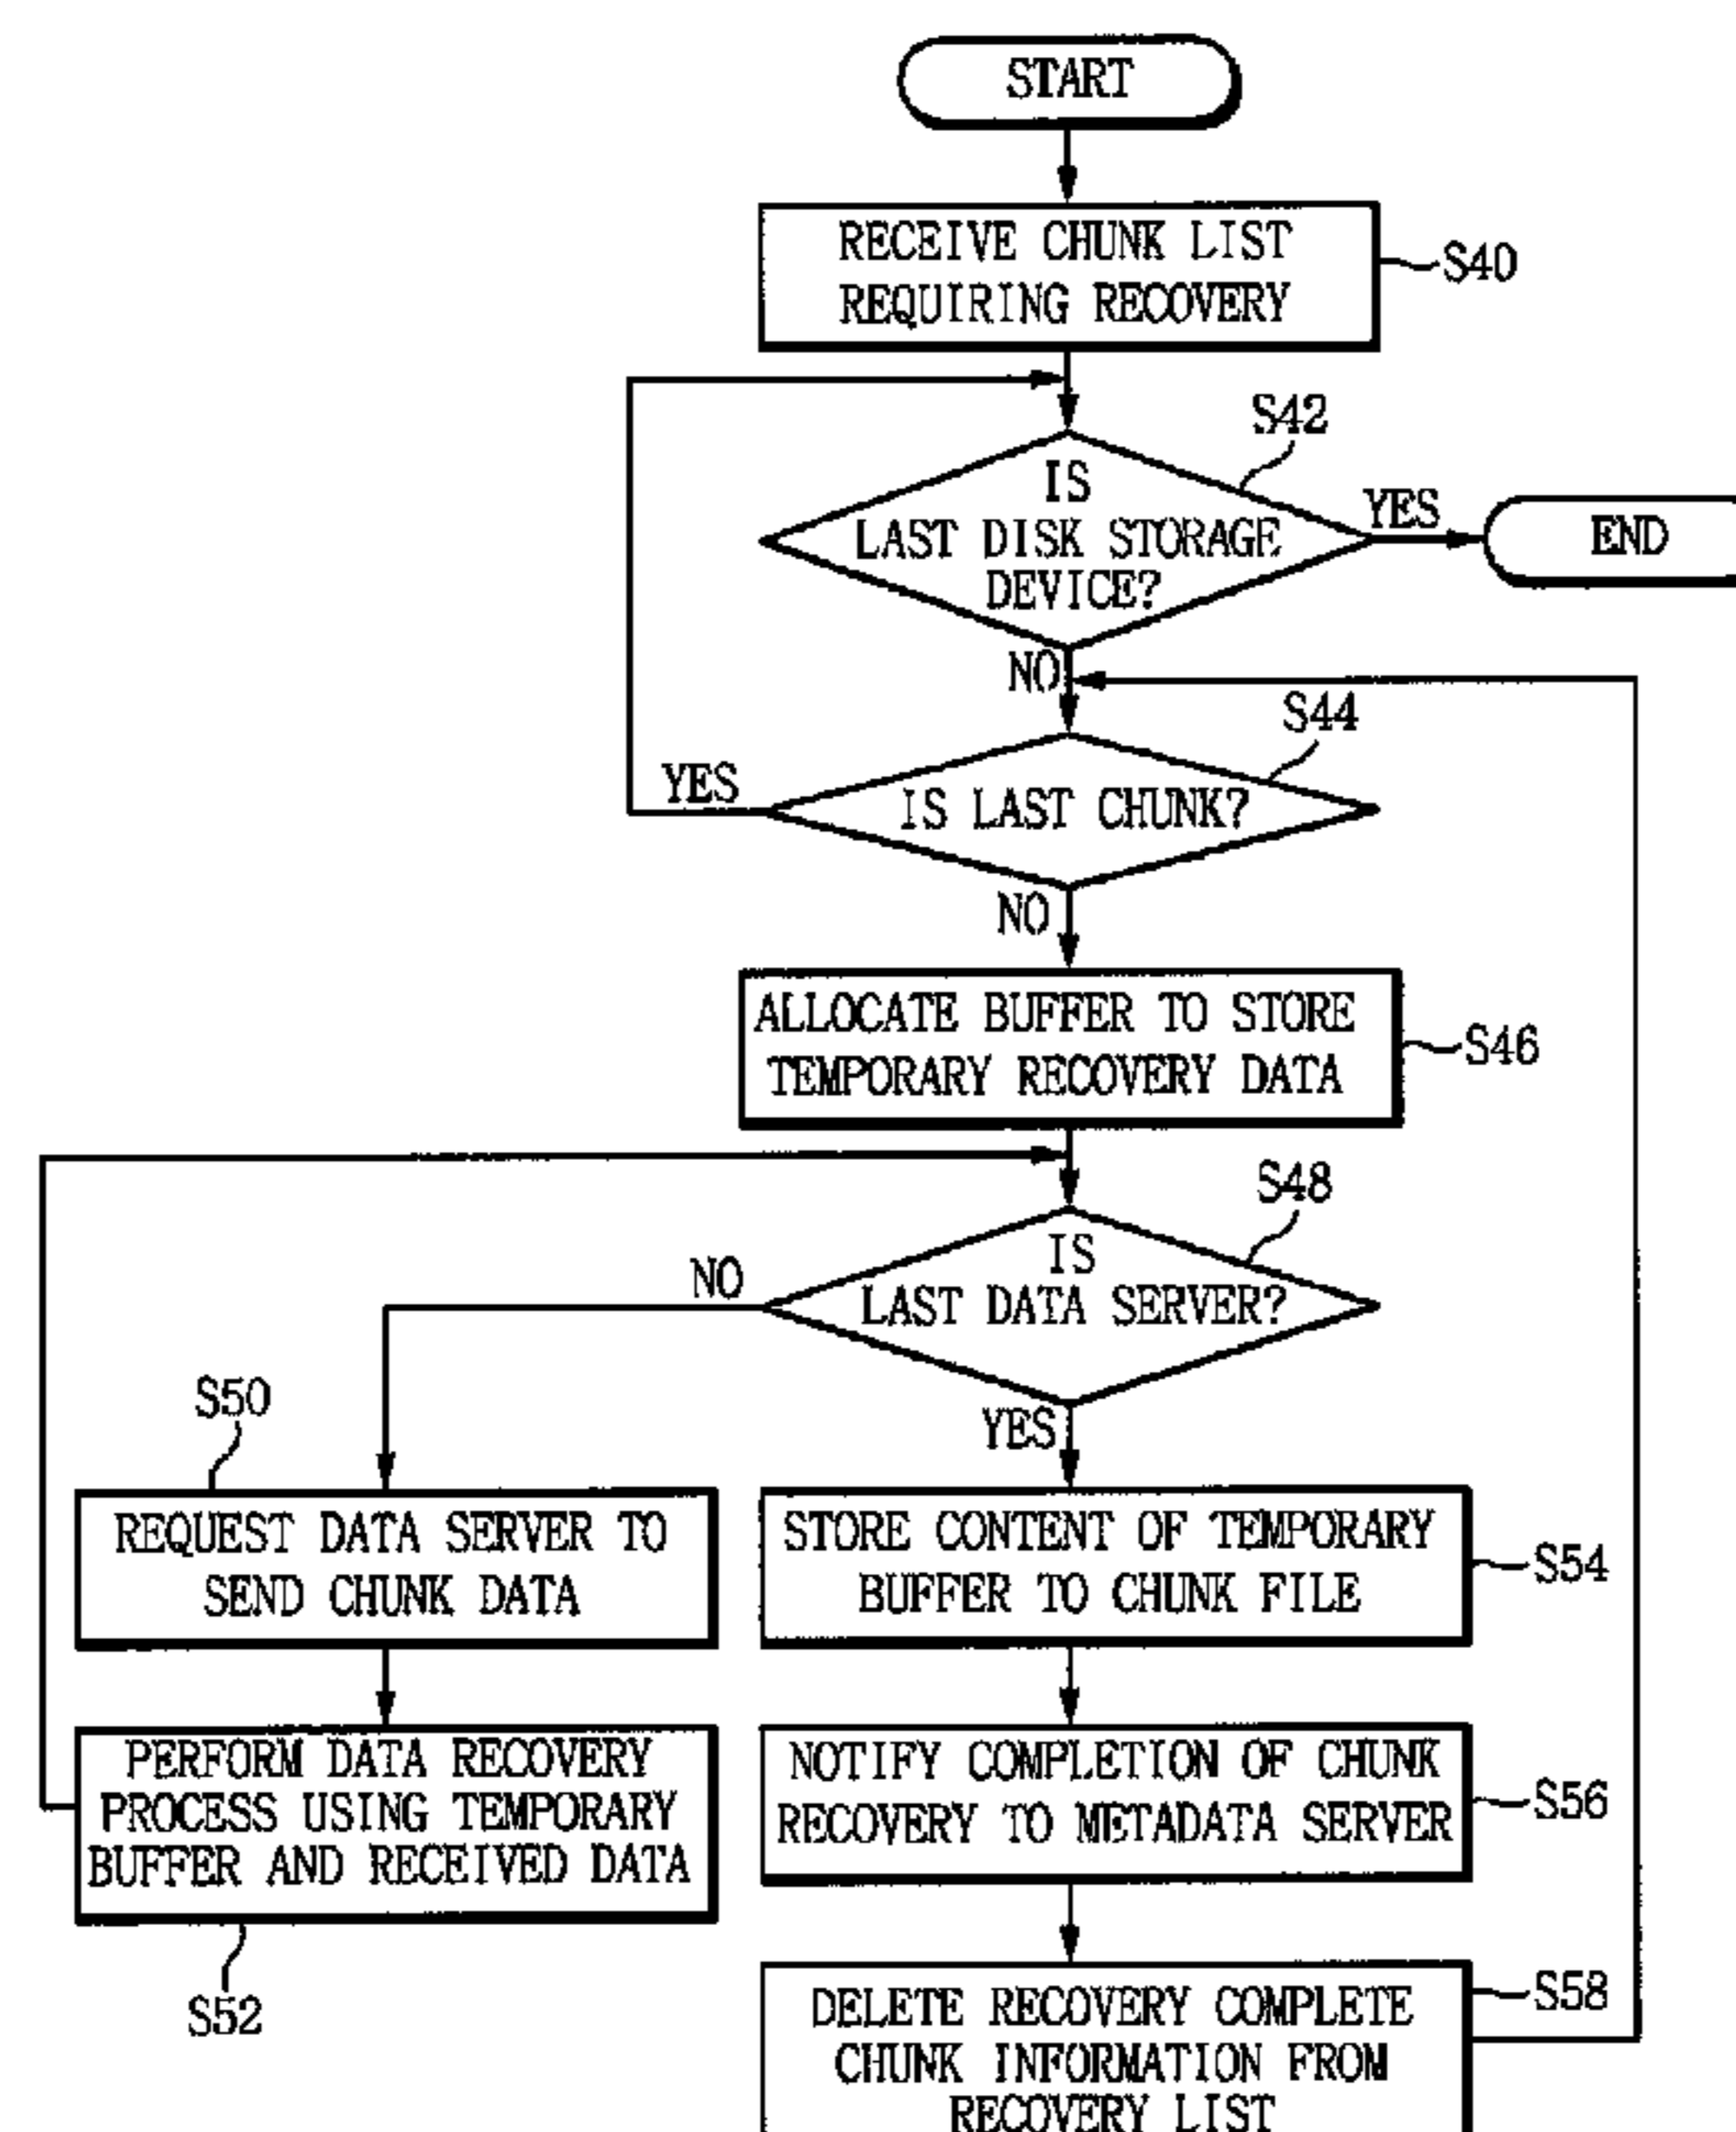 START
RECEIVE CHUNK LIST
REQUIRING RECOVERY
S40
S42
IS
LAST DISK STORAGE
DEVICE?
YES
END
NO
S44
YES
IS LAST CHUNK?
NO
ALLOCATE BUFFER TO STORE
TEMPORARY RECOVERY DATA
S46
S48
IS
LAST DATA SERVER?
NO
YES
S50
REQUEST DATA SERVER TO
SEND CHUNK DATA
STORE CONTENT OF TEMPORARY
BUFFER TO CHUNK FILE
S54
PERFORM DATA RECOVERY
PROCESS USING TEMPORARY
BUFFER AND RECEIVED DATA
S52
NOTIFY COMPLETION OF CHUNK
RECOVERY TO METADATA SERVER
S56
DELETE RECOVERY COMPLETE
CHUNK INFORMATION FROM
RECOVERY LIST
S58